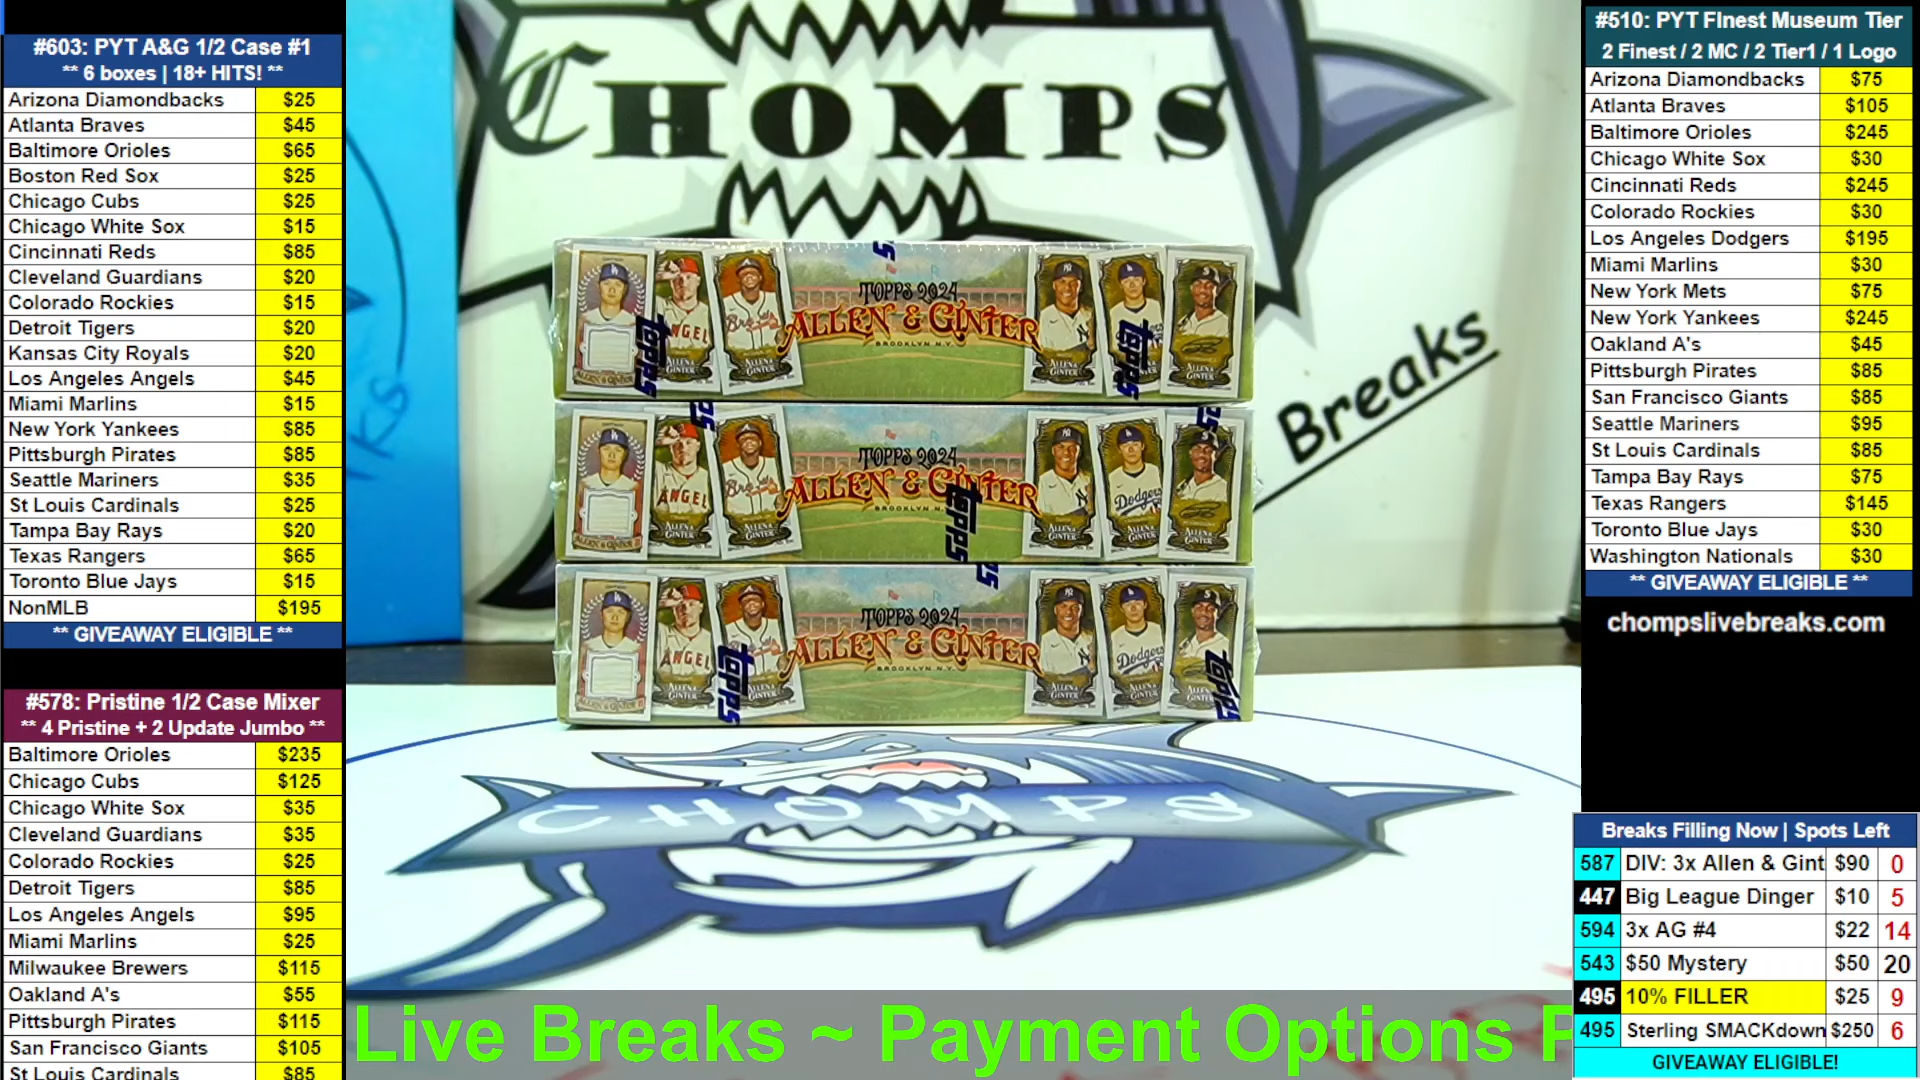 #603: PYT A&G 1/2 Case #1
** 6 boxes | 18+ HITS! **
Arizona Diamondbacks $25
Atlanta Braves $45
Baltimore Orioles $65
Boston Red Sox $25
Chicago Cubs $25
Chicago White Sox $15
Cincinnati Reds $85
Cleveland Guardians $20
Colorado Rockies $15
Detroit Tigers $20
Kansas City Royals $20
Los Angeles Angels $45
Miami Marlins $15
New York Yankees $85
Pittsburgh Pirates $85
Seattle Mariners $35
St Louis Cardinals $25
Tampa Bay Rays $20
Texas Rangers $65
Toronto Blue Jays $15
NonMLB $195
** GIVEAWAY ELIGIBLE **
#578: Pristine 1/2 Case Mixer
** 4 Pristine + 2 Update Jumbo **
Baltimore Orioles $235
Chicago Cubs $125
Chicago White Sox $35
Cleveland Guardians $35
Colorado Rockies $25
Detroit Tigers $85
Los Angeles Angels $95
Miami Marlins $25
Milwaukee Brewers $115
Oakland A's $55
Pittsburgh Pirates $115
San Francisco Giants $105
St Louis Cardinals $85
CHOMPS
Breaks
TOPPS 2024
ALLEN & GINTER
BROOKLYN N.Y.
topps
topps
TOPPS 2024
ALLEN & GINTER
topps
TOPPS 2024
ALLEN & GINTER
BROOKLYN N.Y.
topps
topps
CHOMPS
Live Breaks ~ Payment Options P
#510: PYT FInest Museum Tier
2 Finest / 2 MC / 2 Tier1 / 1 Logo
Arizona Diamondbacks $75
Atlanta Braves $105
Baltimore Orioles $245
Chicago White Sox $30
Cincinnati Reds $245
Colorado Rockies $30
Los Angeles Dodgers $195
Miami Marlins $30
New York Mets $75
New York Yankees $245
Oakland A's $45
Pittsburgh Pirates $85
San Francisco Giants $85
Seattle Mariners $95
St Louis Cardinals $85
Tampa Bay Rays $75
Texas Rangers $145
Toronto Blue Jays $30
Washington Nationals $30
** GIVEAWAY ELIGIBLE **
chompslivebreaks.com
Breaks Filling Now | Spots Left
587 DIV: 3x Allen & Gint $90 0
447 Big League Dinger $10 5
594 3x AG #4 $22 14
543 $50 Mystery $50 20
495 10% FILLER $25 9
495 Sterling SMACKdown $250 6
GIVEAWAY ELIGIBLE!